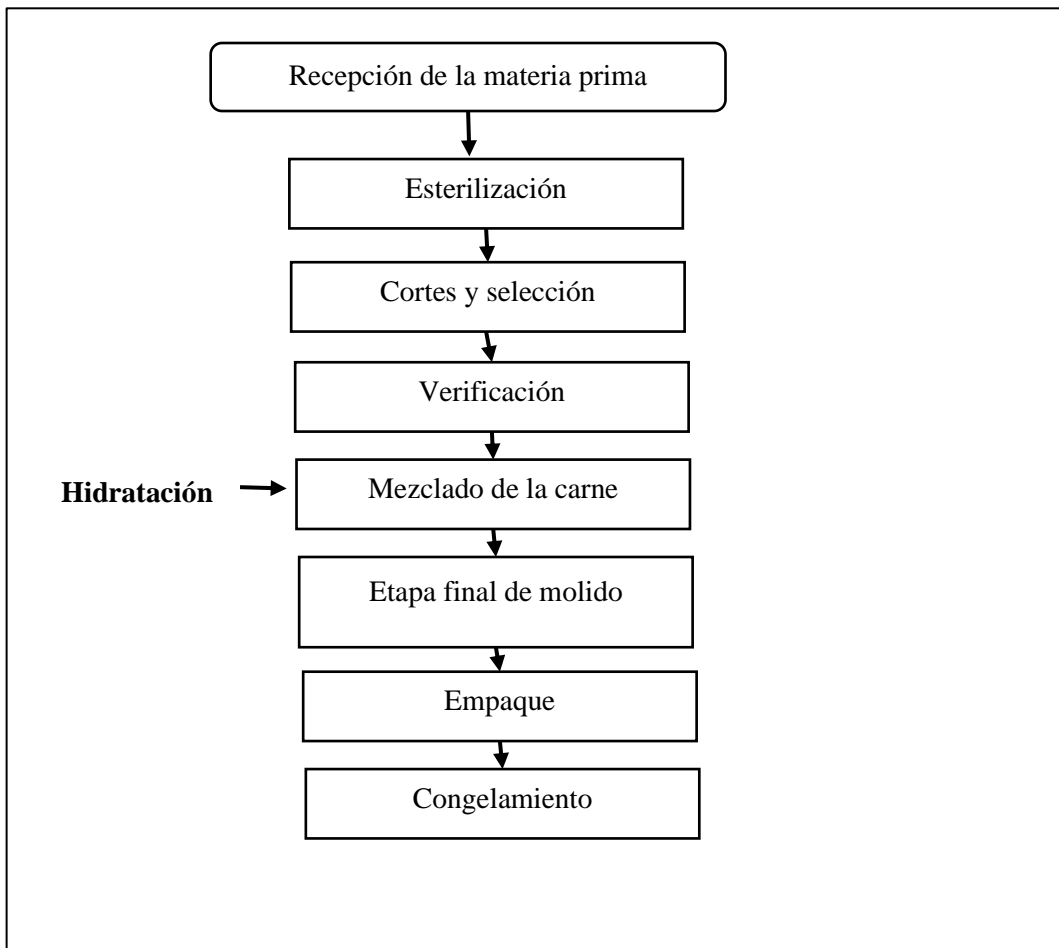 Recepción de la materia prima
Esterilización
Cortes y selección
Verificación
Hidratación
Mezclado de la carne
Etapa final de molido
Empaque
Congelamiento